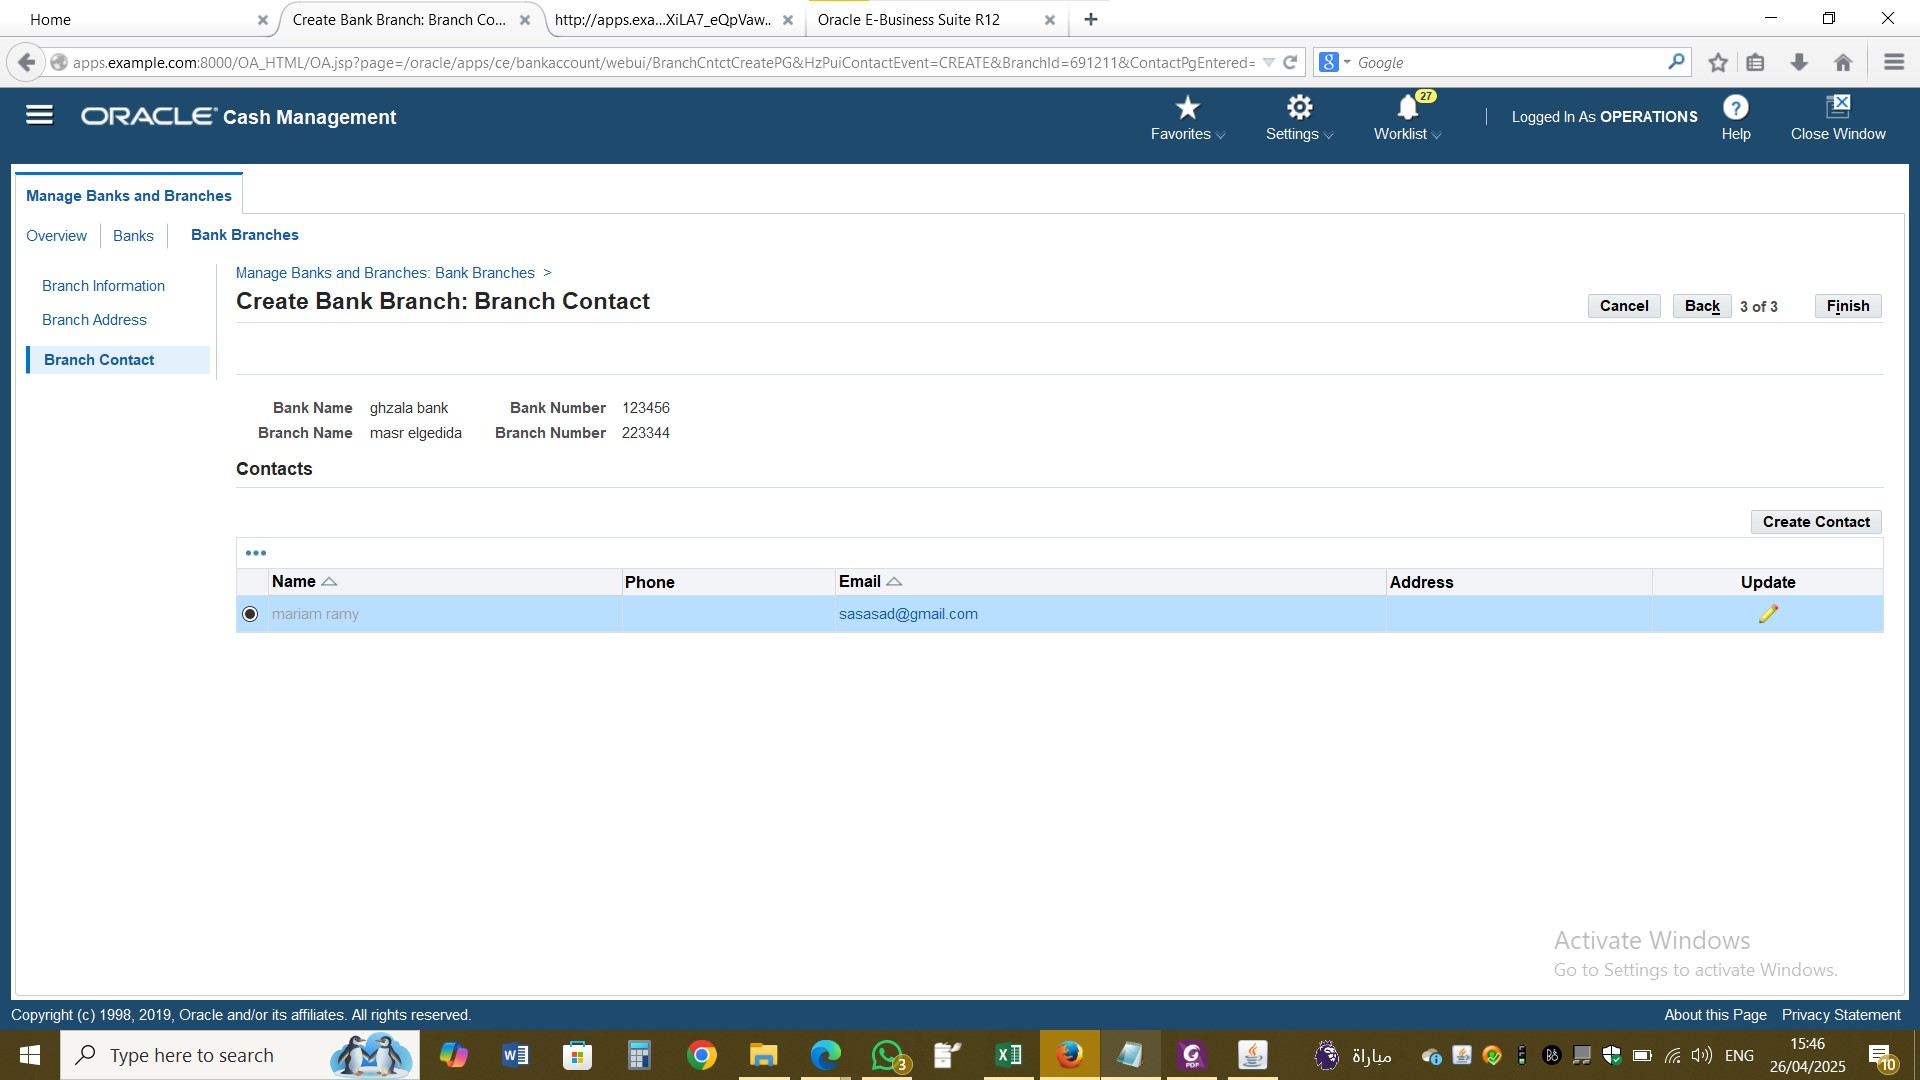 Home
Create Bank Branch: Branch Co...
http://apps.exa...XiLA7_eQpVaw..
Oracle E-Business Suite R12
apps.example.com:8000/OA_HTML/OA.jsp?page=/oracle/apps/ce/bankaccount/webui/BranchCntctCreatePG&HzPuiContactEvent=CREATE&BranchId=691211&ContactPgEntered=
8 Google
ORACLE Cash Management
27
Favorites
Settings
Worklist
Logged In As OPERATIONS
Help
Close Window
Manage Banks and Branches
Overview
Banks
Bank Branches
Branch Information
Branch Address
Branch Contact
Manage Banks and Branches: Bank Branches >
Create Bank Branch: Branch Contact
Cancel
Back
3 of 3
Finish
Bank Name ghzala bank Bank Number 123456
Branch Name masr elgedida Branch Number 223344
Contacts
Create Contact
Name Phone Email Address Update
mariam ramy sasasad@gmail.com
Activate Windows
Go to Settings to activate Windows.
Copyright (c) 1998, 2019, Oracle and/or its affiliates. All rights reserved.
About this Page Privacy Statement
Type here to search
3
مباراة
ENG
15:46
26/04/2025
10